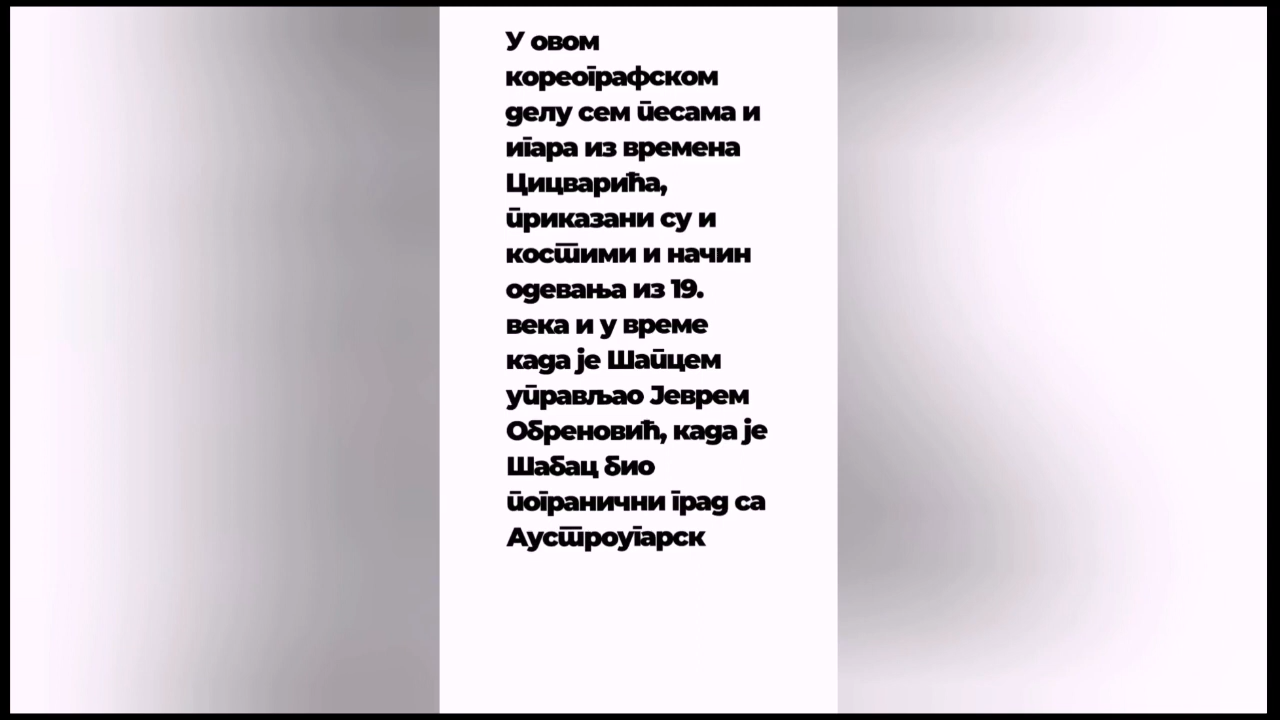 У овом
кореографском
делу сем песама и
игара из времена
Цицварића,
приказани су и
костими и начин
одевања из 19.
века и у време
када је Шапцем
управљао Јеврем
Обреновић, када је
Шабац био
погранични град са
Аустроугарск